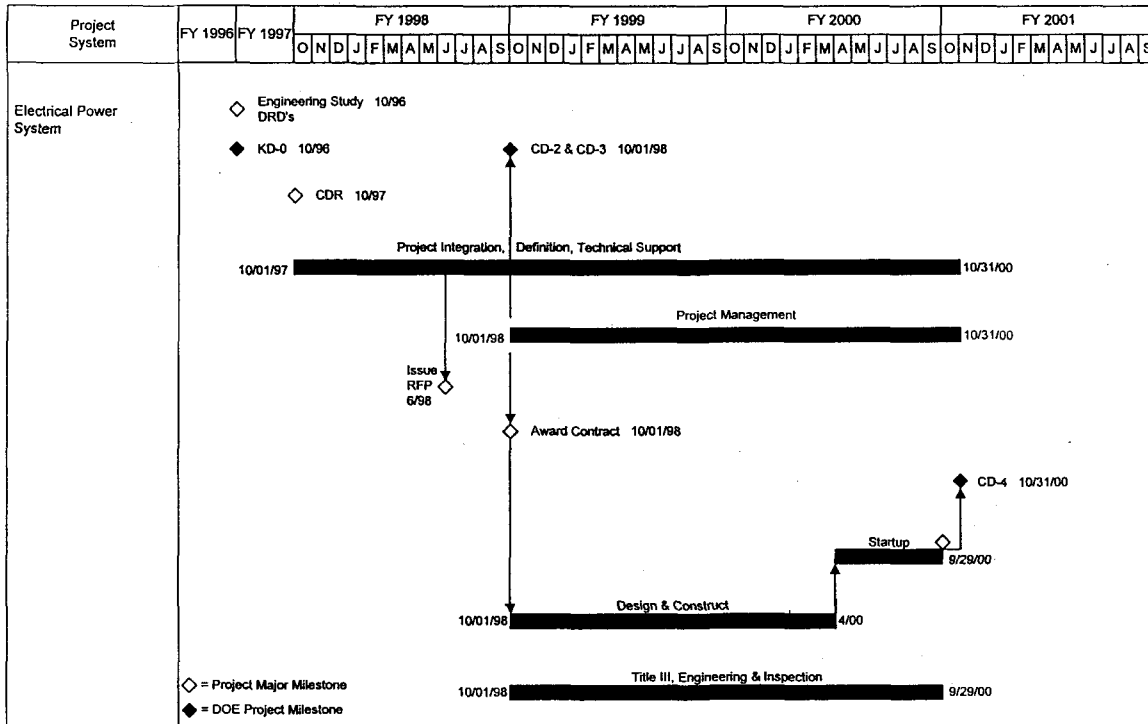 Project
System
FY 1996 FY 1997 FY 1998 FY 1999 FY 2000 FY 2001
O N D J F M A M J J A S O N D J F M A M J J A S O N D J F M A M J J A S O N D J F M A M J J A S
Electrical Power
System
Engineering Study 10/96
DRD's
KD-0 10/96
CD-2 & CD-3 10/01/98
CDR 10/97
Project Integration, Definition, Technical Support
10/01/97 10/31/00
Project Management
10/01/98 10/31/00
Issue
RFP
6/98
Award Contract 10/01/98
CD-4 10/31/00
Startup
9/29/00
Design & Construct
10/01/98 4/00
Title III, Engineering & Inspection
10/01/98 9/29/00
= Project Major Milestone
= DOE Project Milestone